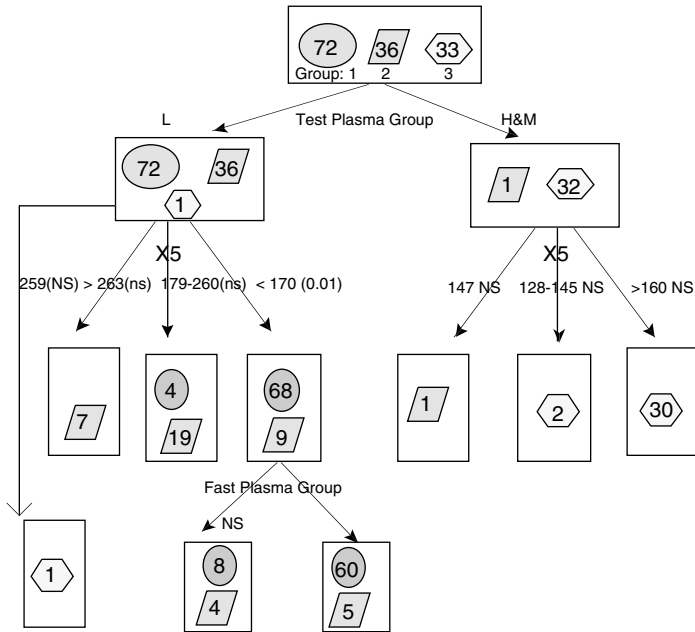 72 36 33
Group: 1 2 3
L Test Plasma Group H&M
72 36
1
1 32
X5 X5
259(NS) > 263(ns) 179-260(ns) < 170 (0.01)
147 NS 128-145 NS >160 NS
7
4
19
68
9
1
2
30
Fast Plasma Group
NS
1
8
4
60
5